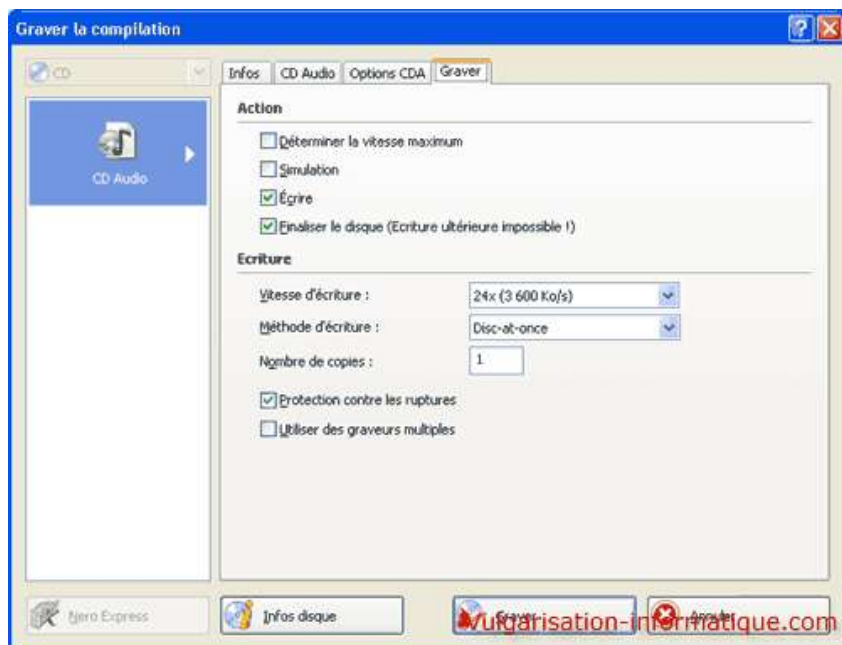 Graver la compilation
CD
Infos
CD Audio
Options CDA
Graver
CD Audio
Action
Déterminer la vitesse maximum
Simulation
Écrire
Finaliser le disque (Ecriture ultérieure impossible !)
Ecriture
Vitesse d'écriture :
24x (3 600 Ko/s)
Méthode d'écriture :
Disc-at-once
Nombre de copies :
1
Protection contre les ruptures
Utiliser des graveurs multiples
Nero Express
Infos disque
Graver
Annuler
Vulgarisation-informatique.com